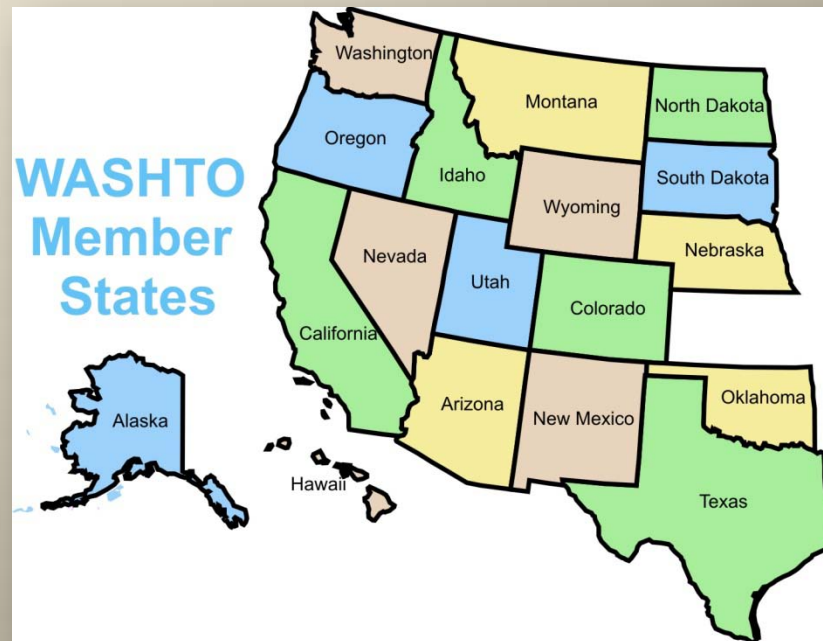 WASHTO
Member
States
Washington
Montana
North Dakota
Oregon
Idaho
South Dakota
Wyoming
Nebraska
Nevada
Utah
Colorado
California
Arizona
New Mexico
Oklahoma
Alaska
Hawaii
Texas